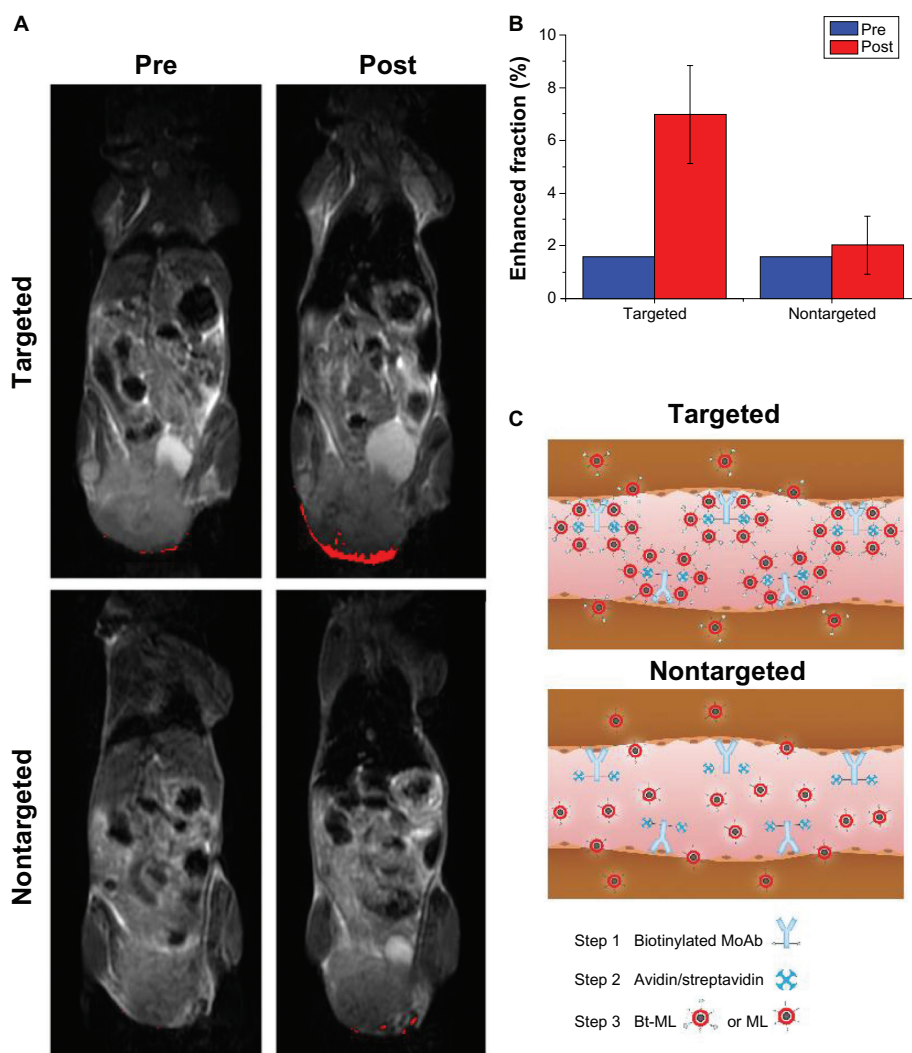 A
Pre
Post
Targeted
Nontargeted
B
Enhanced fraction (%)
10
8
6
4
2
0
Targeted
Nontargeted
Pre
Post
C
Targeted
Nontargeted
Step 1 Biotinylated MoAb
Step 2 Avidin/streptavidin
Step 3 Bt-ML or ML